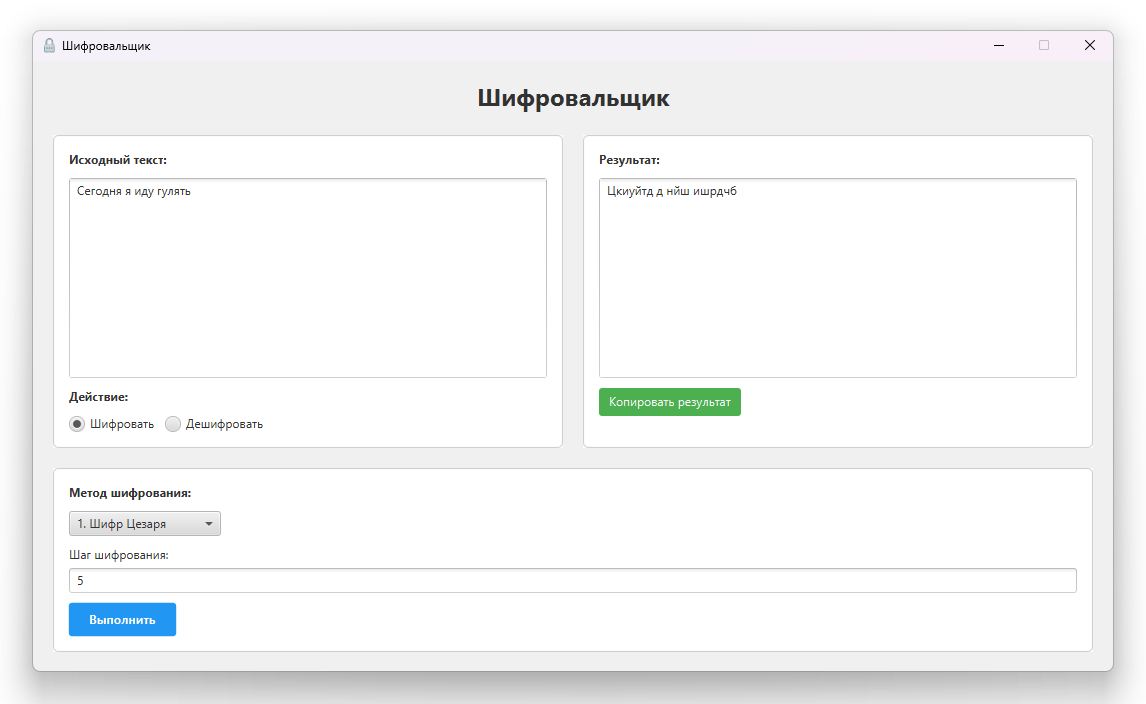 Шифровальщик
Шифровальщик
Исходный текст:
Сегодня я иду гулять
Действие:
Шифровать
Дешифровать
Результат:
Цкиуйтд д нйш ишрдчб
Копировать результат
Метод шифрования:
1. Шифр Цезаря
Шаг шифрования:
5
Выполнить